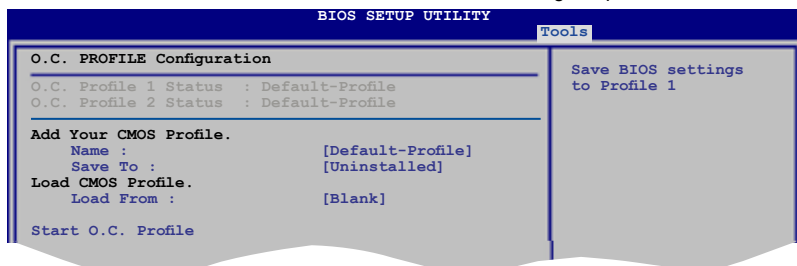 BIOS SETUP UTILITY
Tools
O.C. PROFILE Configuration
O.C. Profile 1 Status : Default-Profile
O.C. Profile 2 Status : Default-Profile
Add Your CMOS Profile.
Name : [Default-Profile]
Save To : [Uninstalled]
Load CMOS Profile.
Load From : [Blank]
Start O.C. Profile
Save BIOS settings
to Profile 1